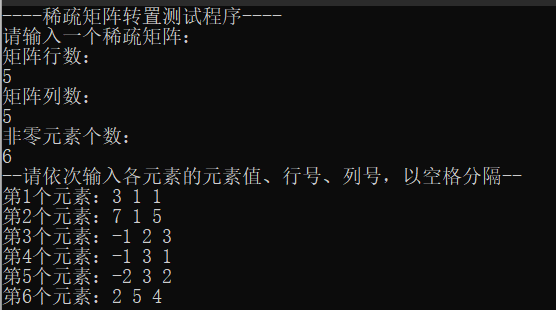 ----稀疏矩阵转置测试程序----
请输入一个稀疏矩阵：
矩阵行数：
5
矩阵列数：
5
非零元素个数：
6
--请依次输入各元素的元素值、行号、列号，以空格分隔--
第1个元素：3 1 1
第2个元素：7 1 5
第3个元素：-1 2 3
第4个元素：-1 3 1
第5个元素：-2 3 2
第6个元素：2 5 4